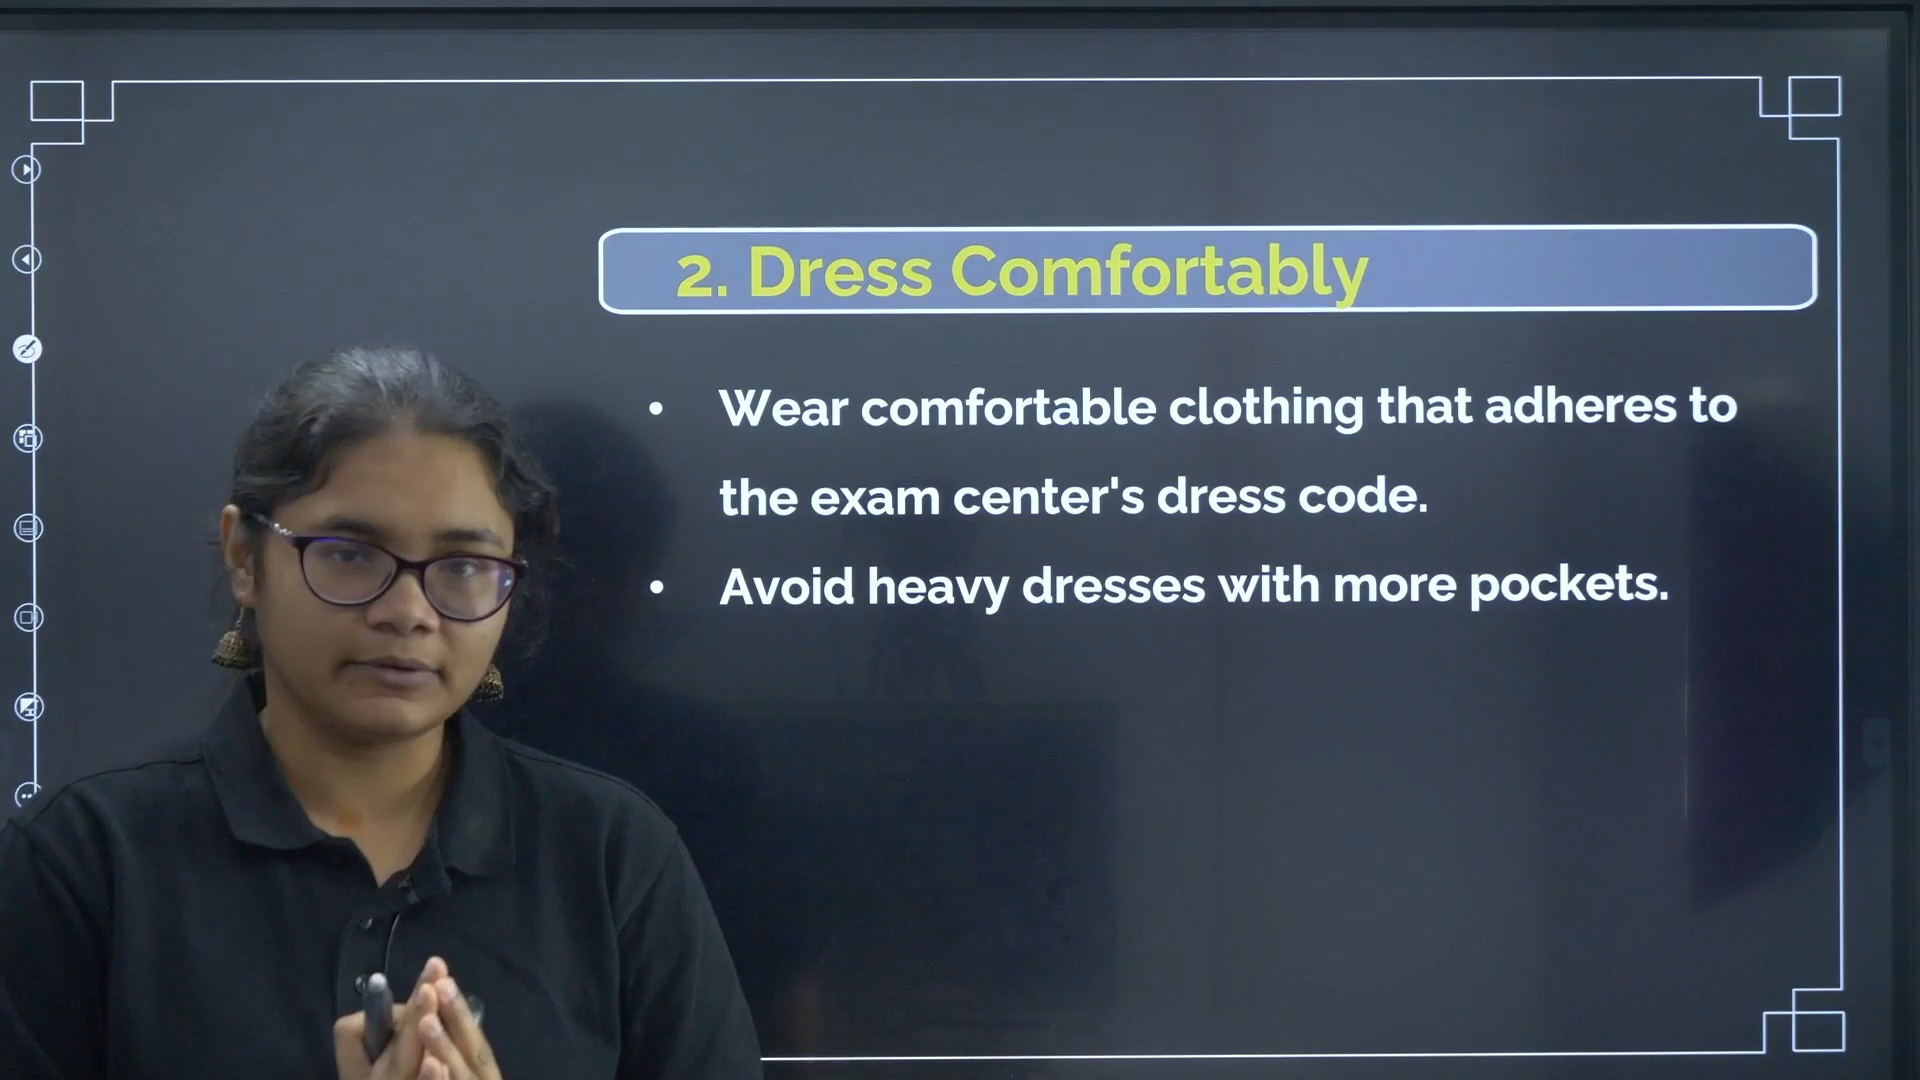 2. Dress Comfortably
• Wear comfortable clothing that adheres to
the exam center's dress code.
• Avoid heavy dresses with more pockets.